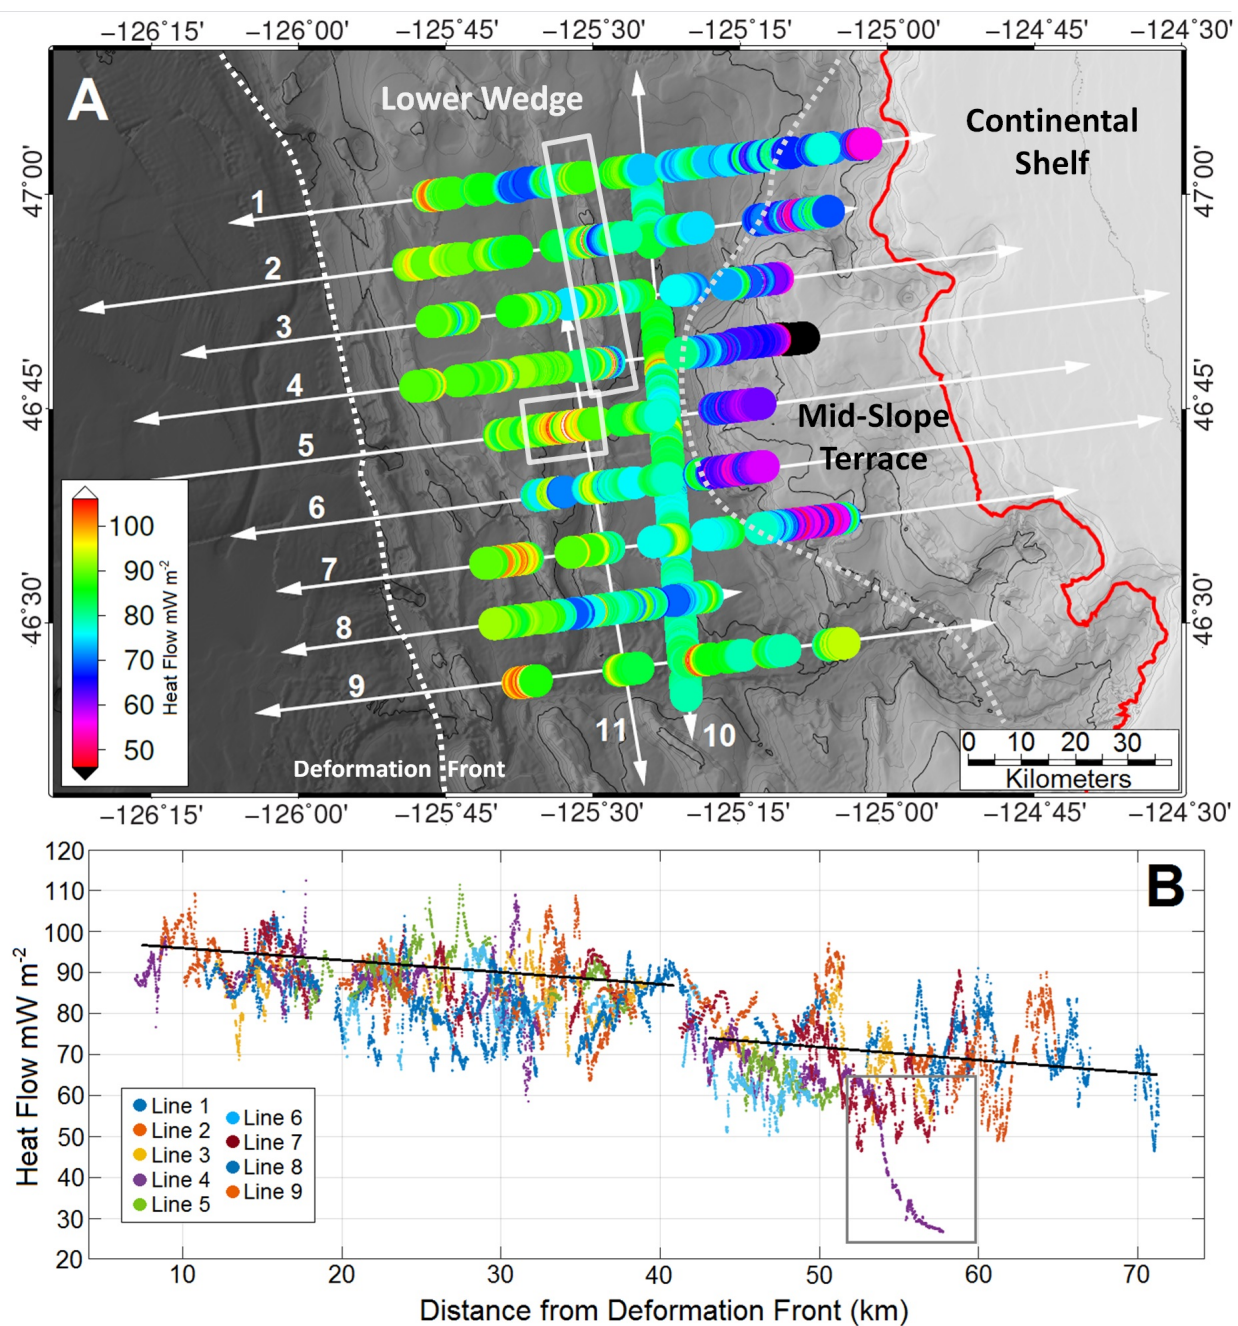 −126°15' −126°00' −125°45' −125°30' −125°15' −125°00' −124°45' −124°30'
A
Lower Wedge
Continental
Shelf
47°00' 47°00'
1
2
3
4
46°45' 46°45'
Mid-Slope
Terrace
5
6
7
8
9
46°30' 46°30'
100
90
80
70
60
50
Heat Flow mW m-2
11
10
Deformation Front
0 10 20 30
Kilometers
−126°15' −126°00' −125°45' −125°30' −125°15' −125°00' −124°45' −124°30'
B
120
110
100
90
80
70
60
50
40
30
20
Heat Flow mW m-2
Line 1
Line 2
Line 3
Line 4
Line 5
Line 6
Line 7
Line 8
Line 9
10 20 30 40 50 60 70
Distance from Deformation Front (km)